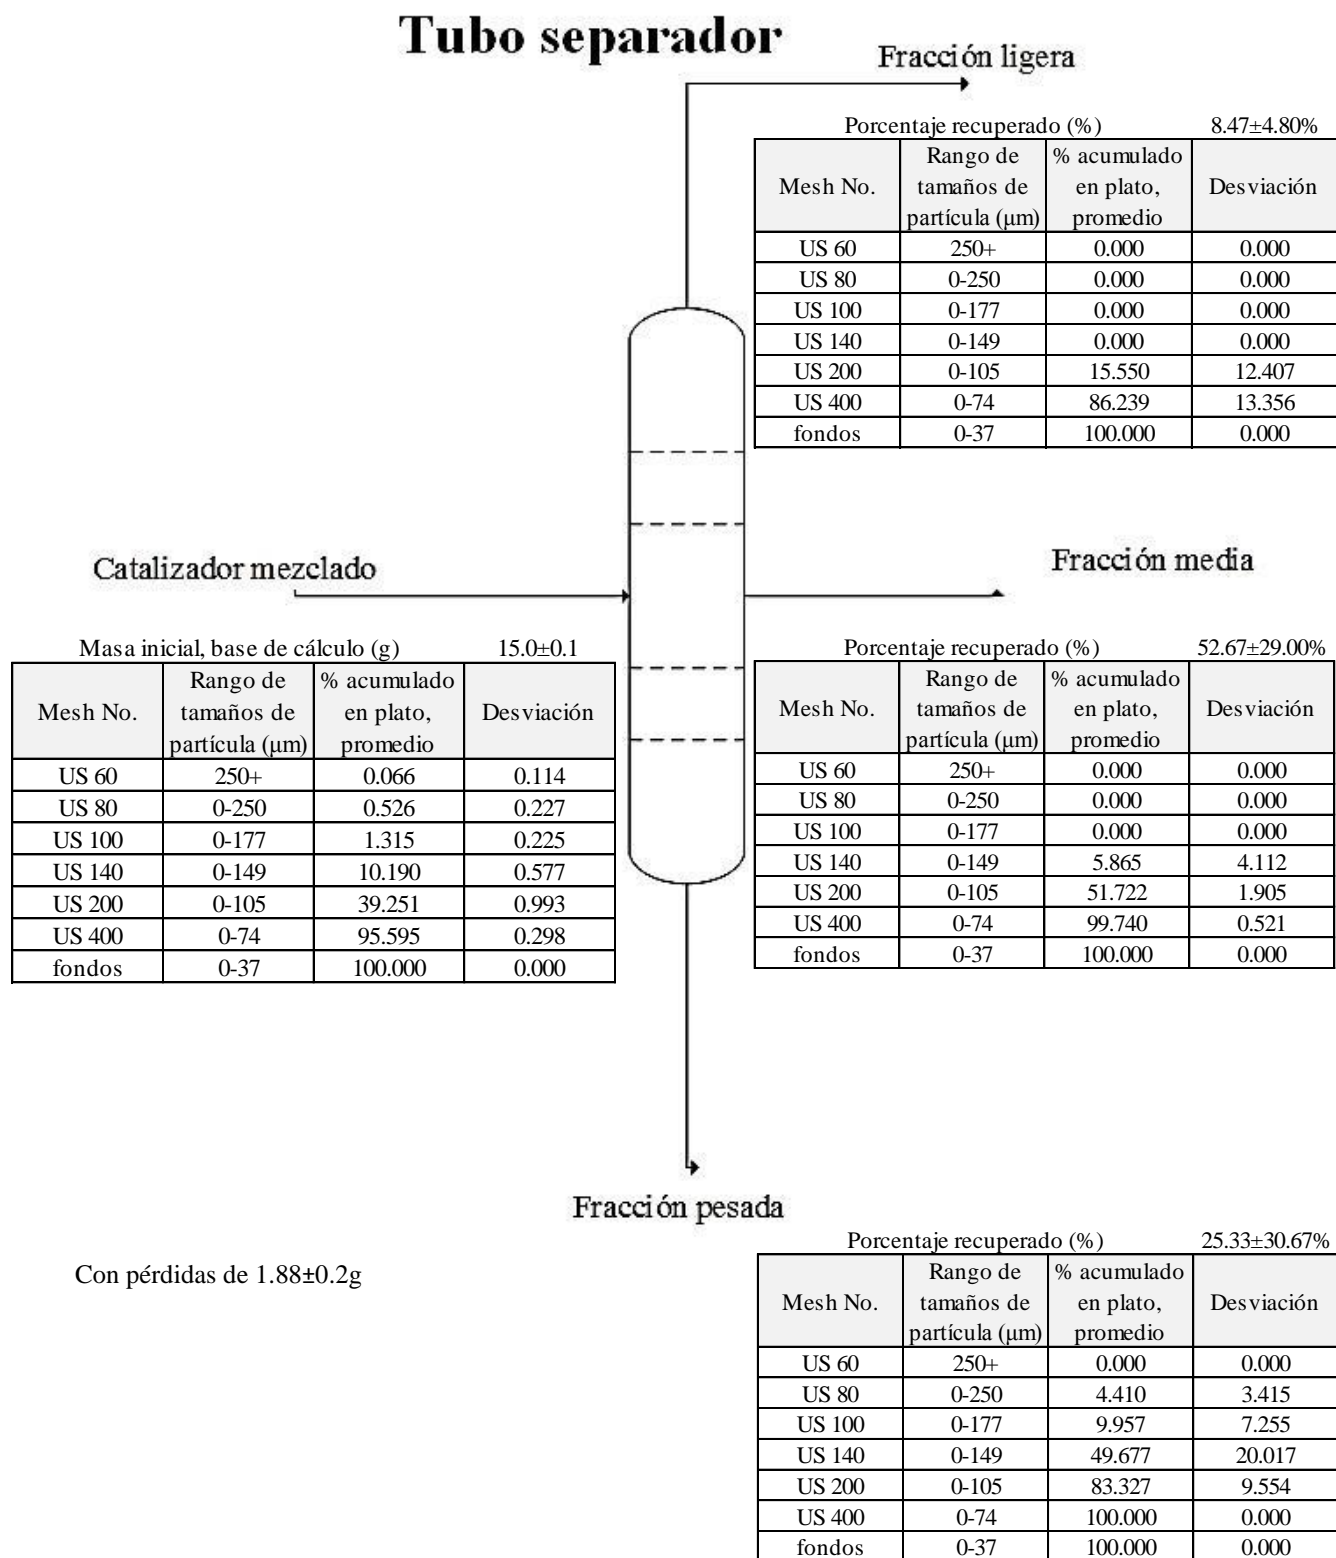 Tubo separador
Fracción ligera
Porcentaje recuperado (%) 8.47±4.80%
Mesh No. Rango de tamaños de partícula (μm) % acumulado en plato, promedio Desviación
US 60 250+ 0.000 0.000
US 80 0-250 0.000 0.000
US 100 0-177 0.000 0.000
US 140 0-149 0.000 0.000
US 200 0-105 15.550 12.407
US 400 0-74 86.239 13.356
fondos 0-37 100.000 0.000
Catalizador mezclado
Masa inicial, base de cálculo (g) 15.0±0.1
Mesh No. Rango de tamaños de partícula (μm) % acumulado en plato, promedio Desviación
US 60 250+ 0.066 0.114
US 80 0-250 0.526 0.227
US 100 0-177 1.315 0.225
US 140 0-149 10.190 0.577
US 200 0-105 39.251 0.993
US 400 0-74 95.595 0.298
fondos 0-37 100.000 0.000
Fracción media
Porcentaje recuperado (%) 52.67±29.00%
Mesh No. Rango de tamaños de partícula (μm) % acumulado en plato, promedio Desviación
US 60 250+ 0.000 0.000
US 80 0-250 0.000 0.000
US 100 0-177 0.000 0.000
US 140 0-149 5.865 4.112
US 200 0-105 51.722 1.905
US 400 0-74 99.740 0.521
fondos 0-37 100.000 0.000
Fracción pesada
Con pérdidas de 1.88±0.2g
Porcentaje recuperado (%) 25.33±30.67%
Mesh No. Rango de tamaños de partícula (μm) % acumulado en plato, promedio Desviación
US 60 250+ 0.000 0.000
US 80 0-250 4.410 3.415
US 100 0-177 9.957 7.255
US 140 0-149 49.677 20.017
US 200 0-105 83.327 9.554
US 400 0-74 100.000 0.000
fondos 0-37 100.000 0.000